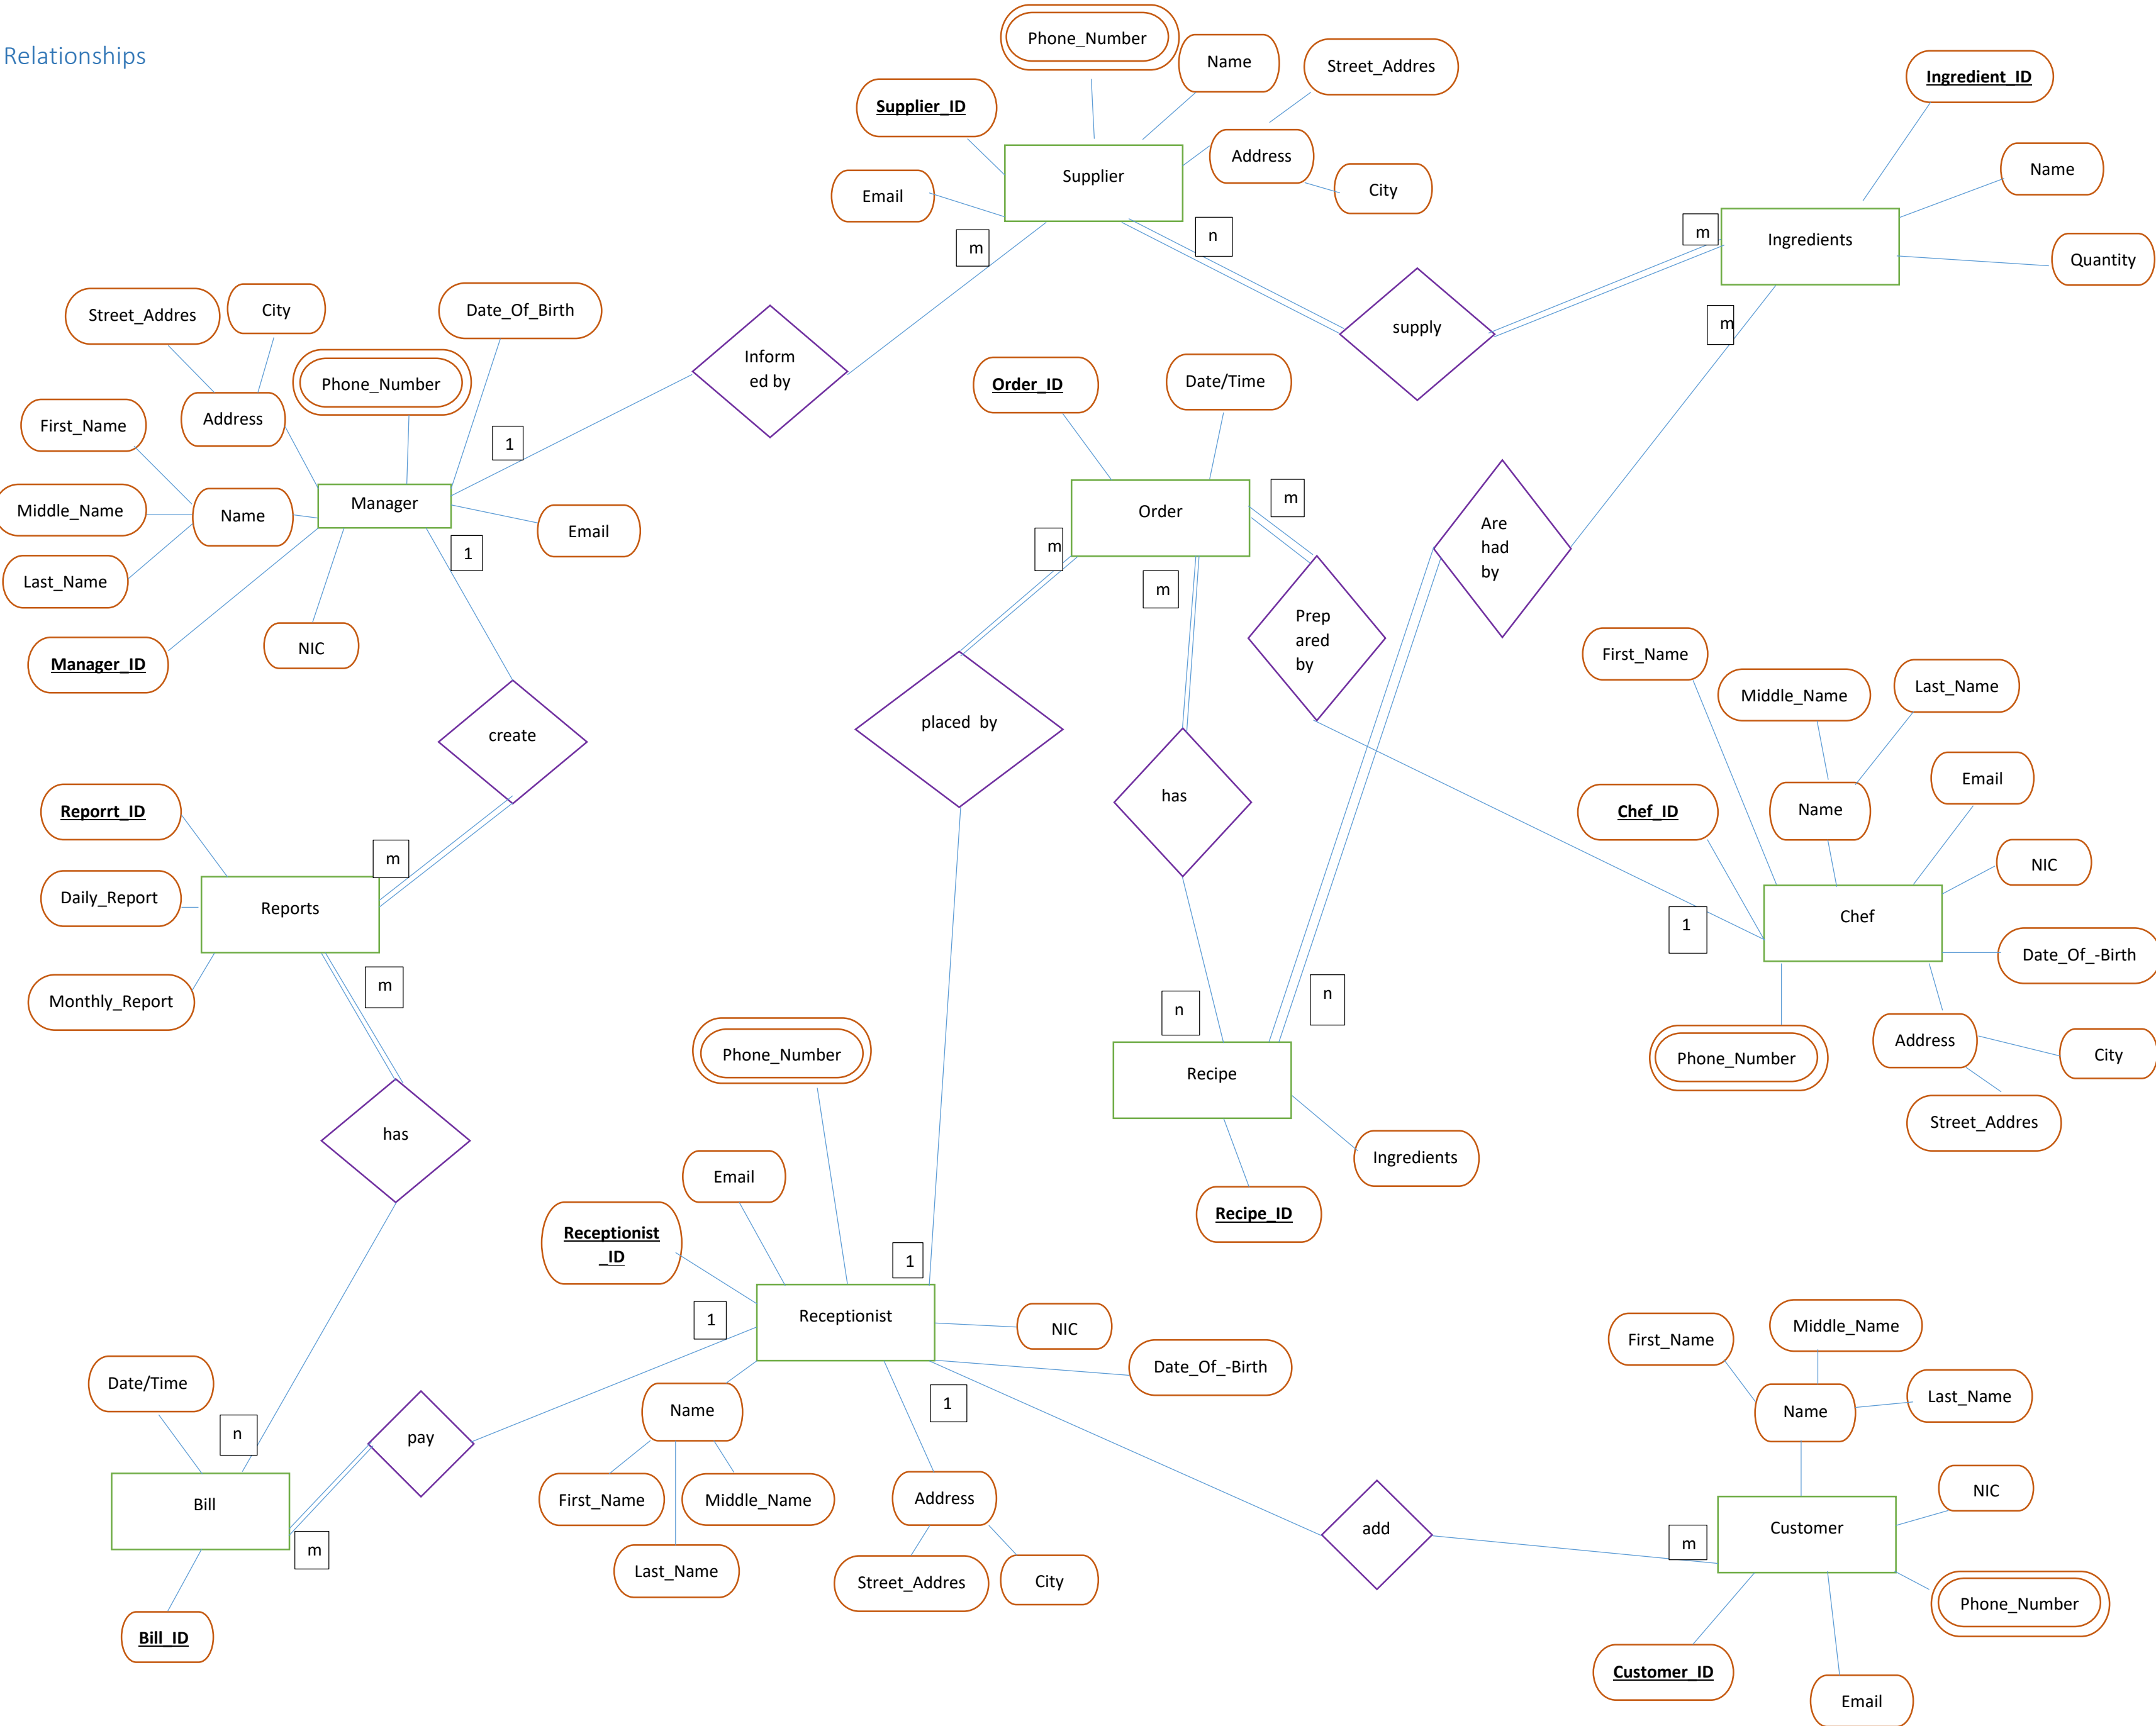 Relationships
Phone_Number
Name
Street_Addres
Supplier_ID
Address
Supplier
Email
City
Ingredient_ID
Name
Ingredients
Quantity
m
n
m
m
supply
Street_Addres
City
Date_Of_Birth
Phone_Number
Address
First_Name
Middle_Name
Name
Last_Name
Manager
Email
Manager_ID
NIC
1
1
Inform
ed by
Order_ID
Date/Time
Order
m
m
m
Are
had
by
Prep
ared
by
placed by
has
create
First_Name
Middle_Name
Last_Name
Email
Name
Chef_ID
NIC
Chef
1
Date_Of_-Birth
Phone_Number
Address
City
Street_Addres
Reporrt_ID
Daily_Report
Reports
Monthly_Report
m
m
has
n
n
Recipe
Ingredients
Recipe_ID
Phone_Number
Email
Receptionist
_ID
1
1
Receptionist
NIC
Date_Of_-Birth
1
Name
First_Name
Middle_Name
Last_Name
Address
Street_Addres
City
Date/Time
n
pay
Bill
m
Bill_ID
add
m
First_Name
Middle_Name
Last_Name
Name
NIC
Customer
Phone_Number
Customer_ID
Email